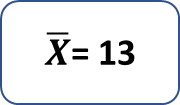 X̅ = 13